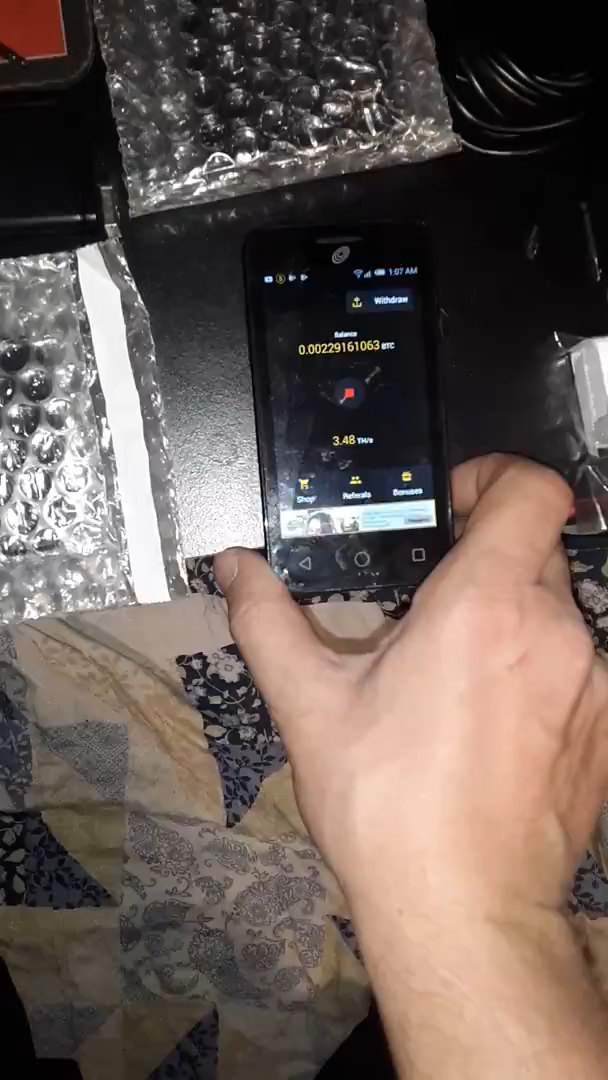 1:07 AM
Withdraw
Balance
0.00229161063 BTC
3.48 TH/s
Shop
Referrals
Bonuses